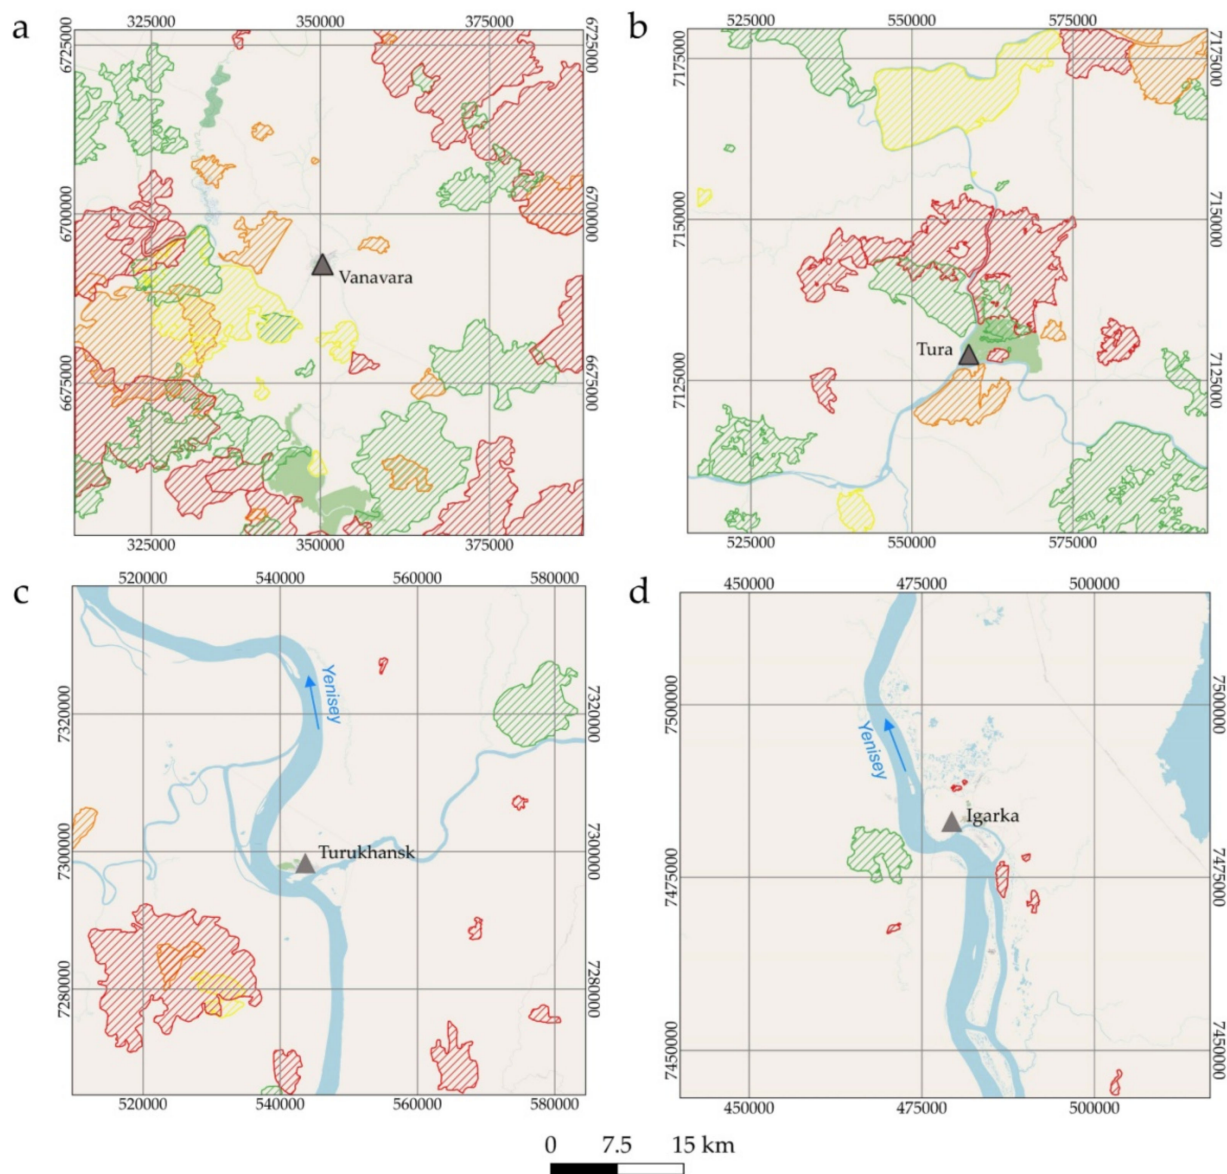 a
325000 350000 375000
6725000 6725000
6700000 6700000
Vanavara
6675000 6675000
325000 350000 375000
b
525000 550000 575000
7175000 7175000
7150000 7150000
Tura
7125000 7125000
525000 550000 575000
c
520000 540000 560000 580000
Yenisey
7320000 7320000
7300000 7300000
Turukhansk
7280000 7280000
520000 540000 560000 580000
d
450000 475000 500000
7500000 7500000
Yenisey
Igarka
7475000 7475000
7450000 7450000
450000 475000 500000
0 7.5 15 km